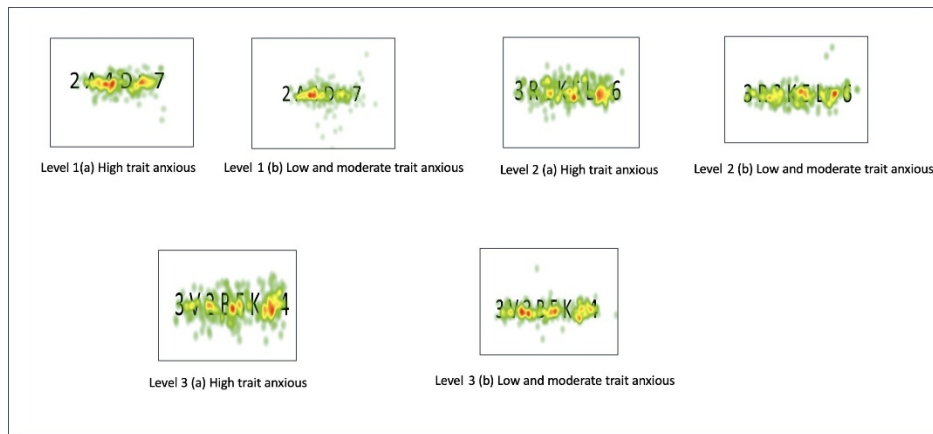 Level 1(a) High trait anxious
Level 1 (b) Low and moderate trait anxious
Level 2 (a) High trait anxious
Level 2 (b) Low and moderate trait anxious
Level 3 (a) High trait anxious
Level 3 (b) Low and moderate trait anxious